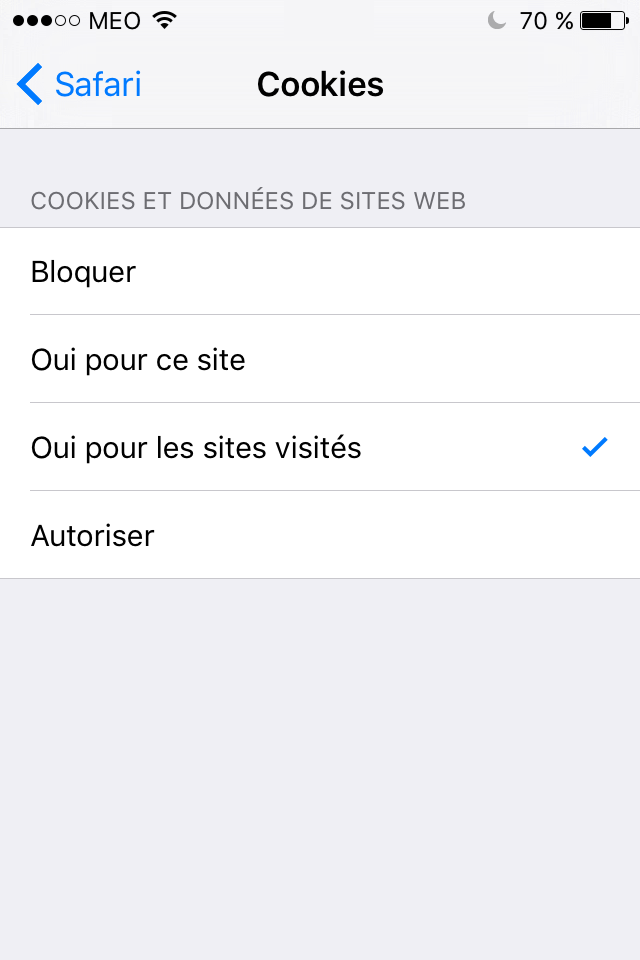 MEO 70 %
Safari Cookies
COOKIES ET DONNÉES DE SITES WEB
Bloquer
Oui pour ce site
Oui pour les sites visités
Autoriser